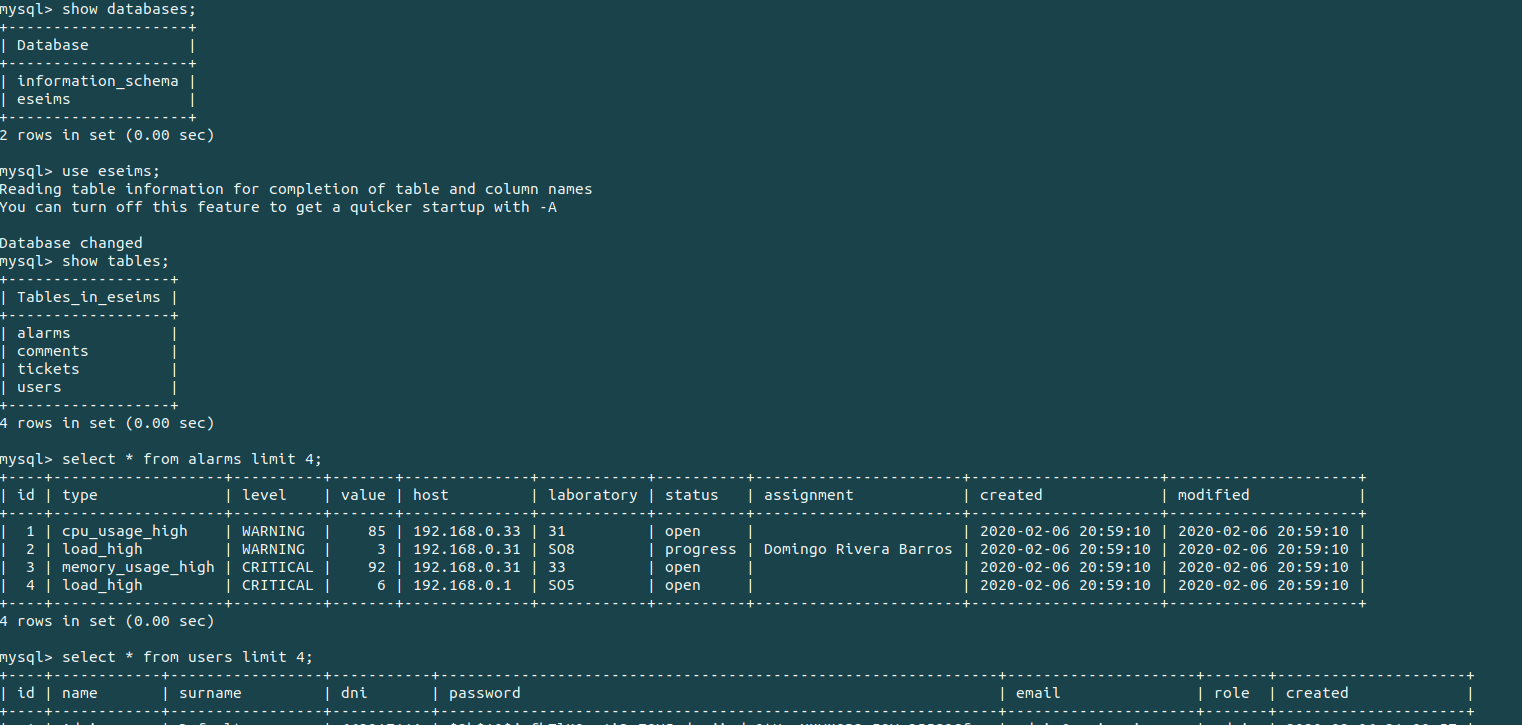 mysql> show databases;
+--------------------+
| Database           |
+--------------------+
| information_schema |
| eseims             |
+--------------------+
2 rows in set (0.00 sec)
mysql> use eseims;
Reading table information for completion of table and column names
You can turn off this feature to get a quicker startup with -A
Database changed
mysql> show tables;
+------------------+
| Tables_in_eseims |
+------------------+
| alarms           |
| comments         |
| tickets          |
| users            |
+------------------+
4 rows in set (0.00 sec)
mysql> select * from alarms limit 4;
+----+-------------------+----------+-------+--------------+------------+----------+-----------------------+---------------------+---------------------+
| id | type              | level    | value | host         | laboratory | status   | assignment            | created             | modified            |
+----+-------------------+----------+-------+--------------+------------+----------+-----------------------+---------------------+---------------------+
|  1 | cpu_usage_high    | WARNING  |    85 | 192.168.0.33 | 31         | open     |                       | 2020-02-06 20:59:10 | 2020-02-06 20:59:10 |
|  2 | load_high         | WARNING  |     3 | 192.168.0.31 | SO8        | progress | Domingo Rivera Barros | 2020-02-06 20:59:10 | 2020-02-06 20:59:10 |
|  3 | memory_usage_high | CRITICAL |    92 | 192.168.0.31 | 33         | open     |                       | 2020-02-06 20:59:10 | 2020-02-06 20:59:10 |
|  4 | load_high         | CRITICAL |     6 | 192.168.0.1  | SO5        | open     |                       | 2020-02-06 20:59:10 | 2020-02-06 20:59:10 |
+----+-------------------+----------+-------+--------------+------------+----------+-----------------------+---------------------+---------------------+
4 rows in set (0.00 sec)
mysql> select * from users limit 4;
+----+------------+-----------------+-----------+--------------------------------------------------------------+---------------------+-------+---------------------+
| id | name       | surname         | dni       | password                                                     | email               | role  | created             |
+----+------------+-----------------+-----------+--------------------------------------------------------------+---------------------+-------+---------------------+